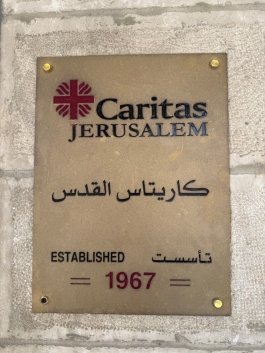 Caritas
JERUSALEM
كاريتاس القدس
ESTABLISHED تأسست
= 1967 =